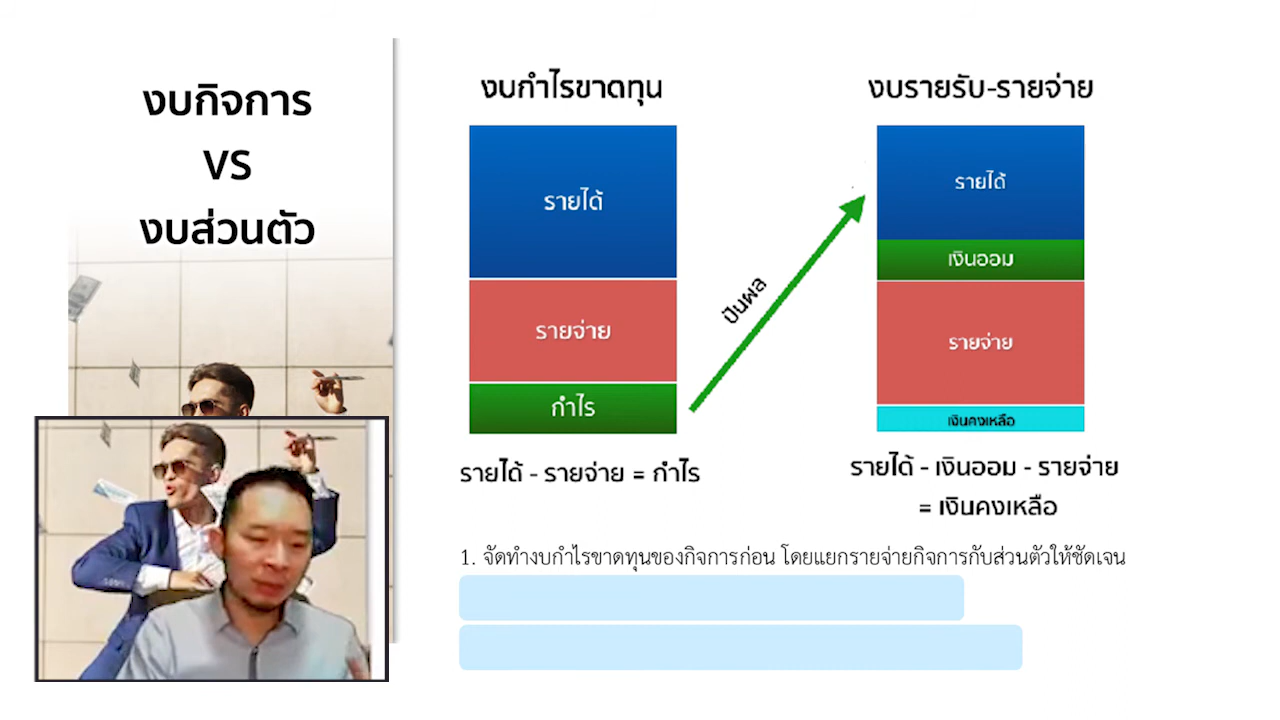 งบกิจการ
VS
งบส่วนตัว
งบกำไรขาดทุน
รายได้
รายจ่าย
กำไร
รายได้ - รายจ่าย = กำไร
ปันผล
งบรายรับ-รายจ่าย
รายได้
เงินออม
รายจ่าย
เงินคงเหลือ
รายได้ - เงินออม - รายจ่าย
= เงินคงเหลือ
1. จัดทำงบกำไรขาดทุนของกิจการก่อน โดยแยกรายจ่ายกิจการกับส่วนตัวให้ชัดเจน